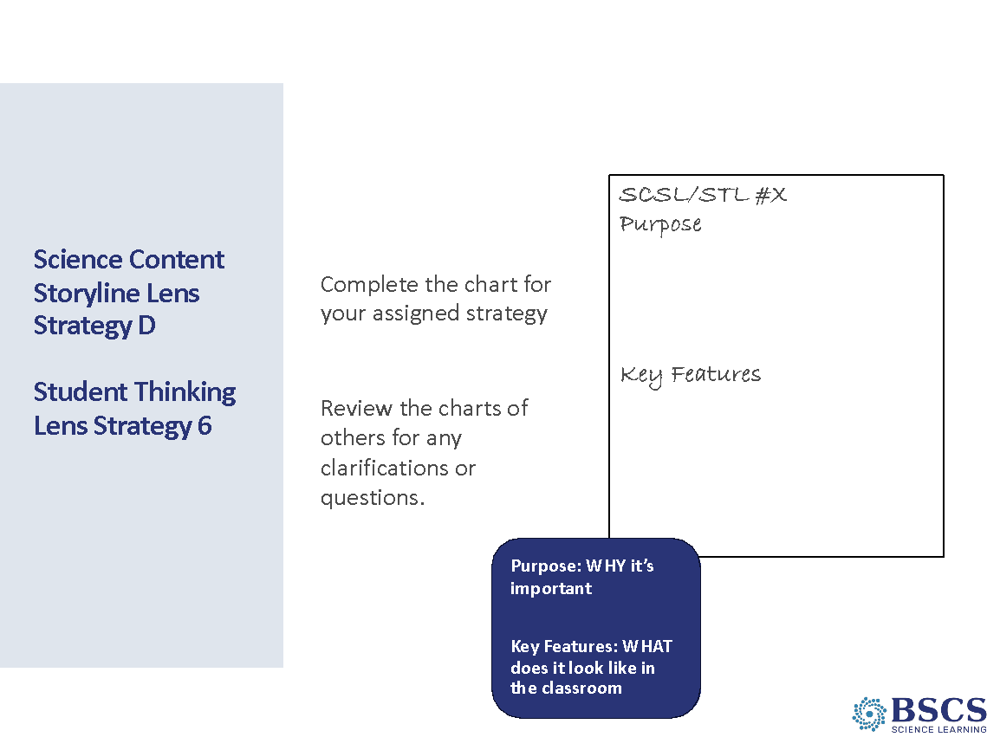 Science Content
Storyline Lens
Strategy D
Student Thinking
Lens Strategy 6
Complete the chart for
your assigned strategy
Review the charts of
others for any
clarifications or
questions.
SCSL/STL #X
Purpose
Key Features
Purpose: WHY it's
important
Key Features: WHAT
does it look like in
the classroom
BSCS
SCIENCE LEARNING